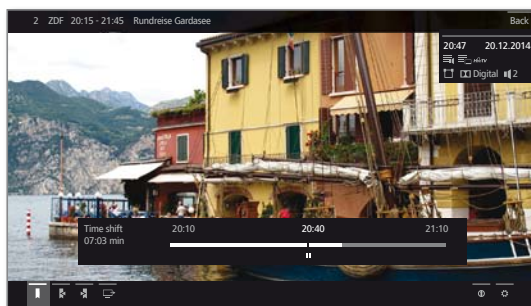 2 ZDF 20:15 - 21:45 Rundreise Gardasee Back
20:47 20.12.2014
HbbTV
Digital 2
Time shift 20:10 20:40 21:10
07:03 min